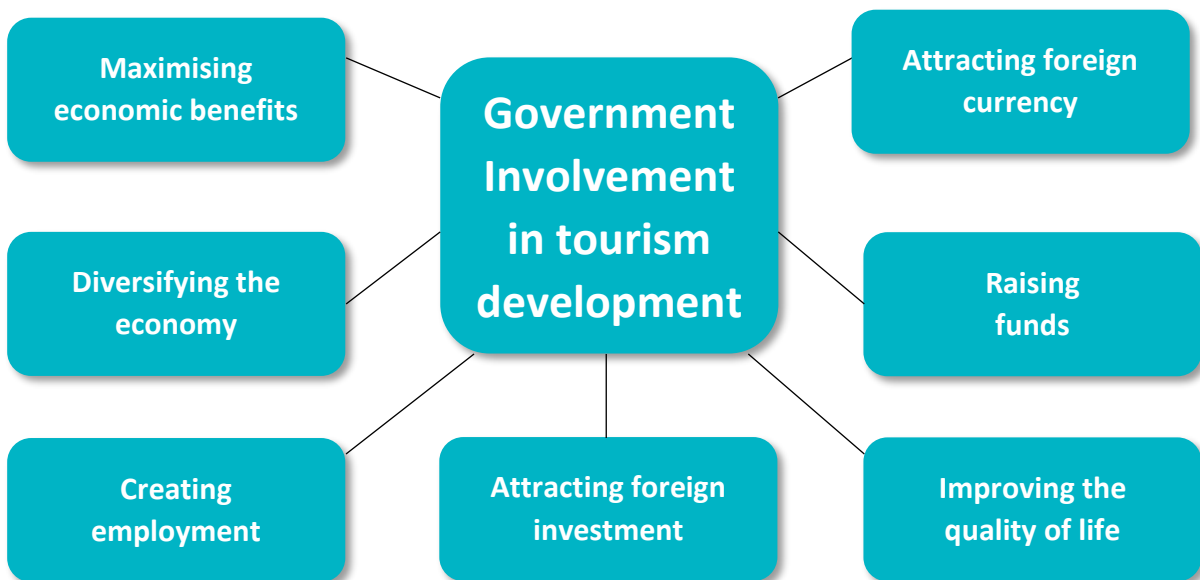 Maximising
economic benefits
Government
Involvement
in tourism
development
Attracting foreign
currency
Diversifying the
economy
Raising
funds
Creating
employment
Attracting foreign
investment
Improving the
quality of life